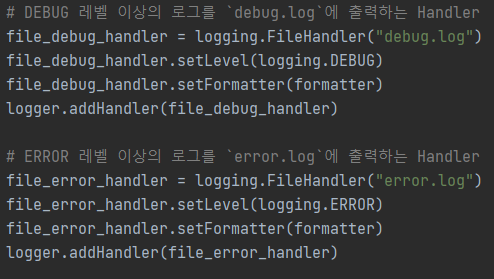 # DEBUG 레벨 이상의 로그를 `debug.log`에 출력하는 Handler
file_debug_handler = logging.FileHandler("debug.log")
file_debug_handler.setLevel(logging.DEBUG)
file_debug_handler.setFormatter(formatter)
logger.addHandler(file_debug_handler)

# ERROR 레벨 이상의 로그를 `error.log`에 출력하는 Handler
file_error_handler = logging.FileHandler("error.log")
file_error_handler.setLevel(logging.ERROR)
file_error_handler.setFormatter(formatter)
logger.addHandler(file_error_handler)